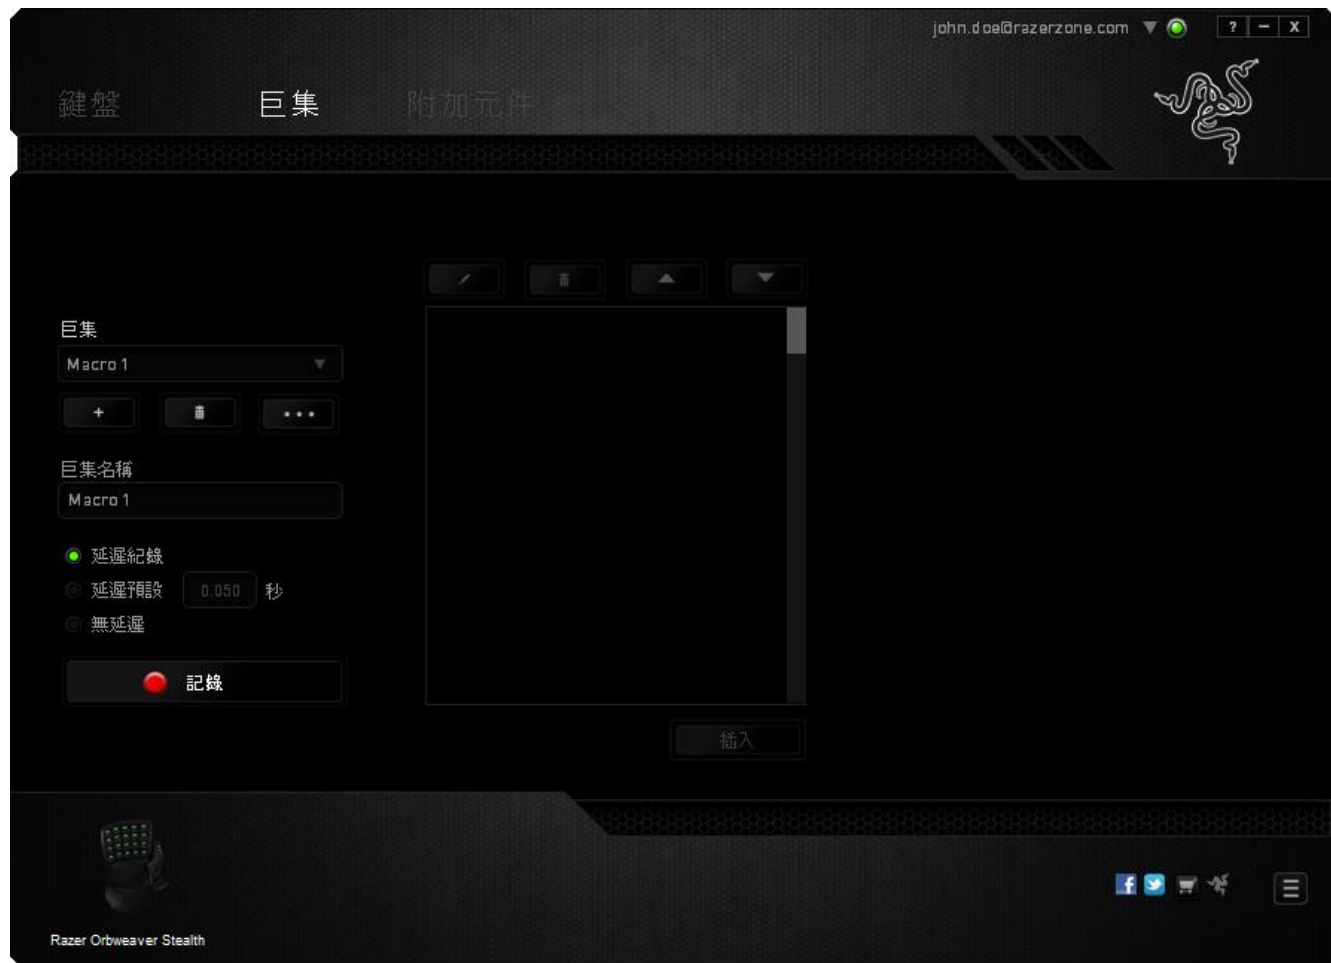 john.doe@razerzone.com
? – X
鍵盤 巨集 附加元件
巨集
Macro 1
巨集名稱
Macro 1
延遲紀錄
延遲預設 0.050 秒
無延遲
記錄
插入
Razer Orbweaver Stealth